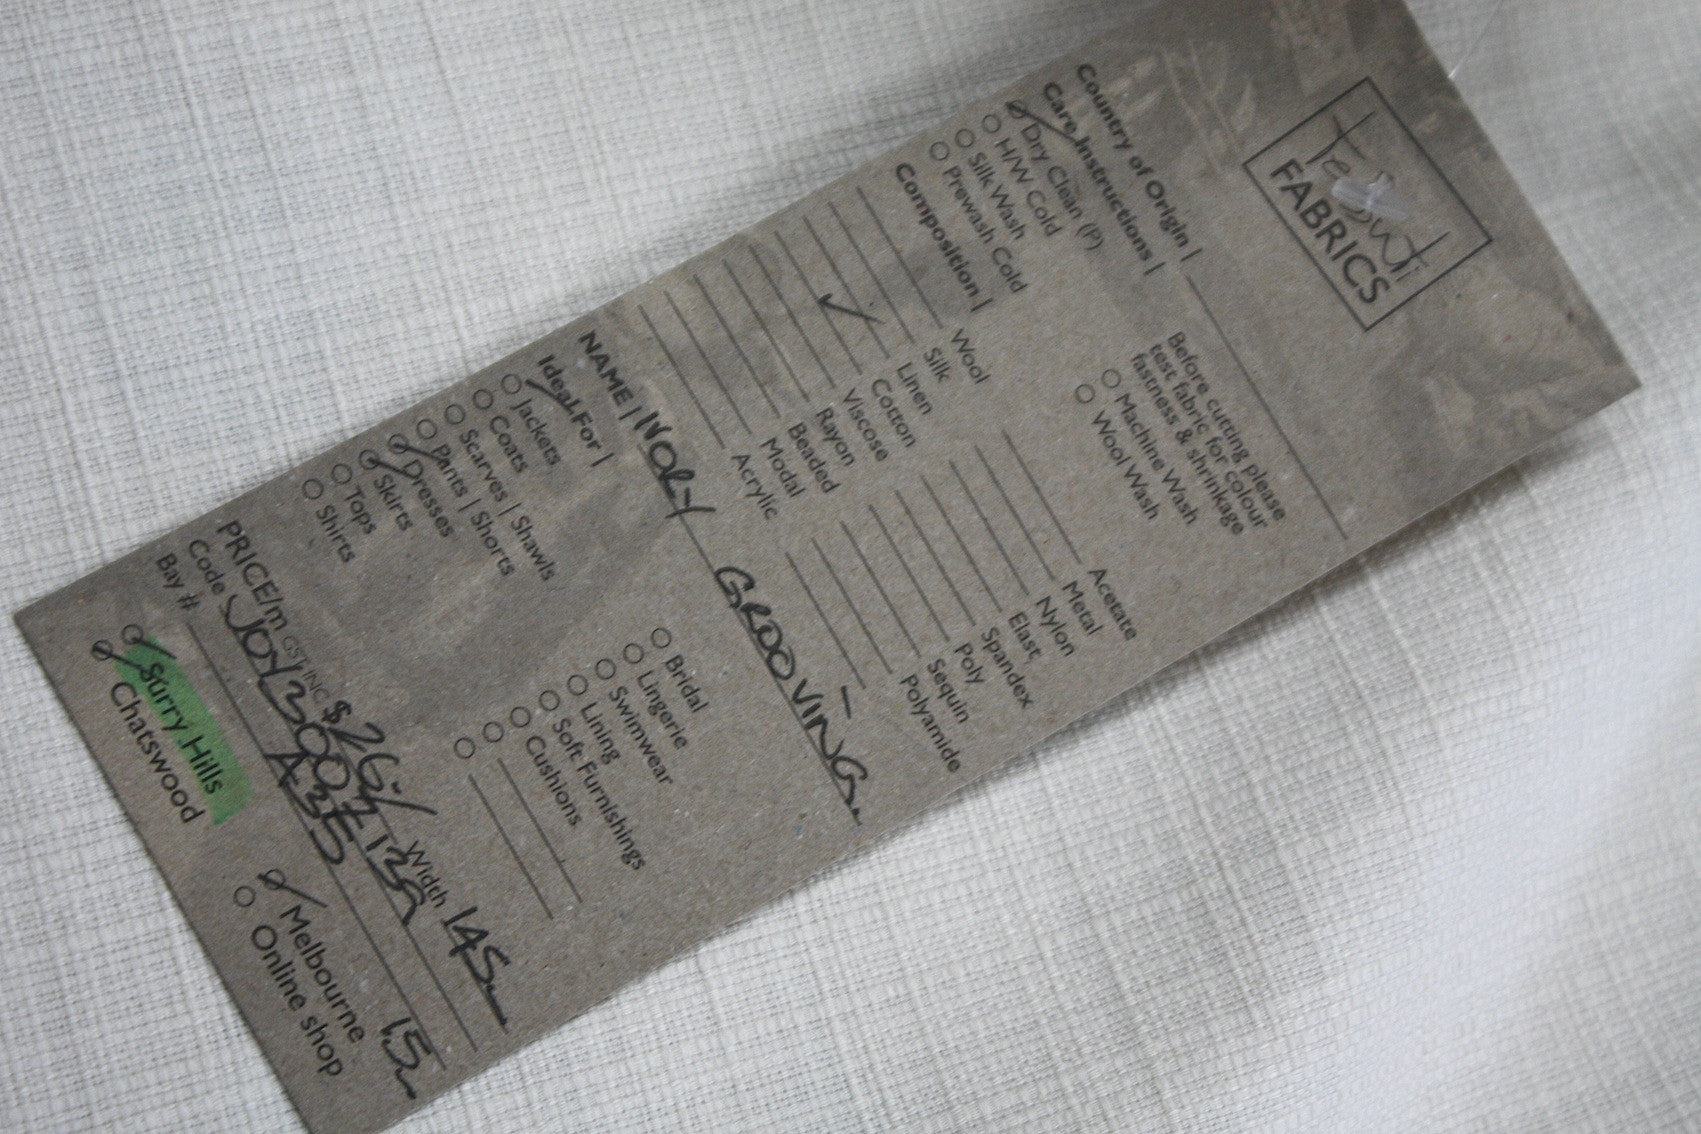 Tessuti
FABRICS
Country of Origin |
Care Instructions |
Dry Clean (P)
H/W Cold
Silk Wash
Prewash Cold
Before cutting please
test fabric for colour
fastness & shrinkage
Machine Wash
Wool Wash
Composition |
Wool
Silk
Linen
Cotton
Viscose
Rayon
Beaded
Modal
Acrylic
Acetate
Metal
Nylon
Elast
Spandex
Poly
Sequin
Polyamide
NAME | GROOVING
Ideal For |
Jackets
Coats
Scarves | Shawls
Pants | Shorts
Dresses
Skirts
Tops
Shirts
Bridal
Lingerie
Swimwear
Lining
Soft Furnishings
Cushions
PRICE/m GST INC Width 145
Code
Bay # A35 1.5
Surry Hills
Chatswood
Melbourne
Online shop